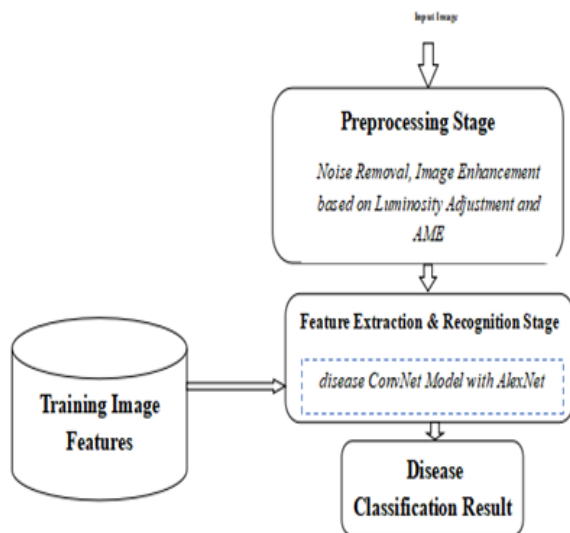 Input Image
Preprocessing Stage
Noise Removal, Image Enhancement
based on Luminosity Adjustment and
AME
Feature Extraction & Recognition Stage
disease ConvNet Model with AlexNet
Training Image
Features
Disease
Classification Result